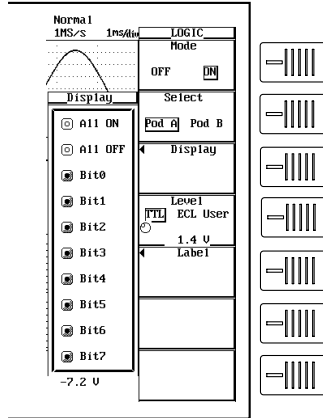 Normal
1MS/s 1ms/div
LOGIC
Mode
OFF ON
Select
Pod A Pod B
Display
Level
TTL ECL User
1.4 V
Label
Display
All ON
All OFF
Bit0
Bit1
Bit2
Bit3
Bit4
Bit5
Bit6
Bit7
-7.2 V